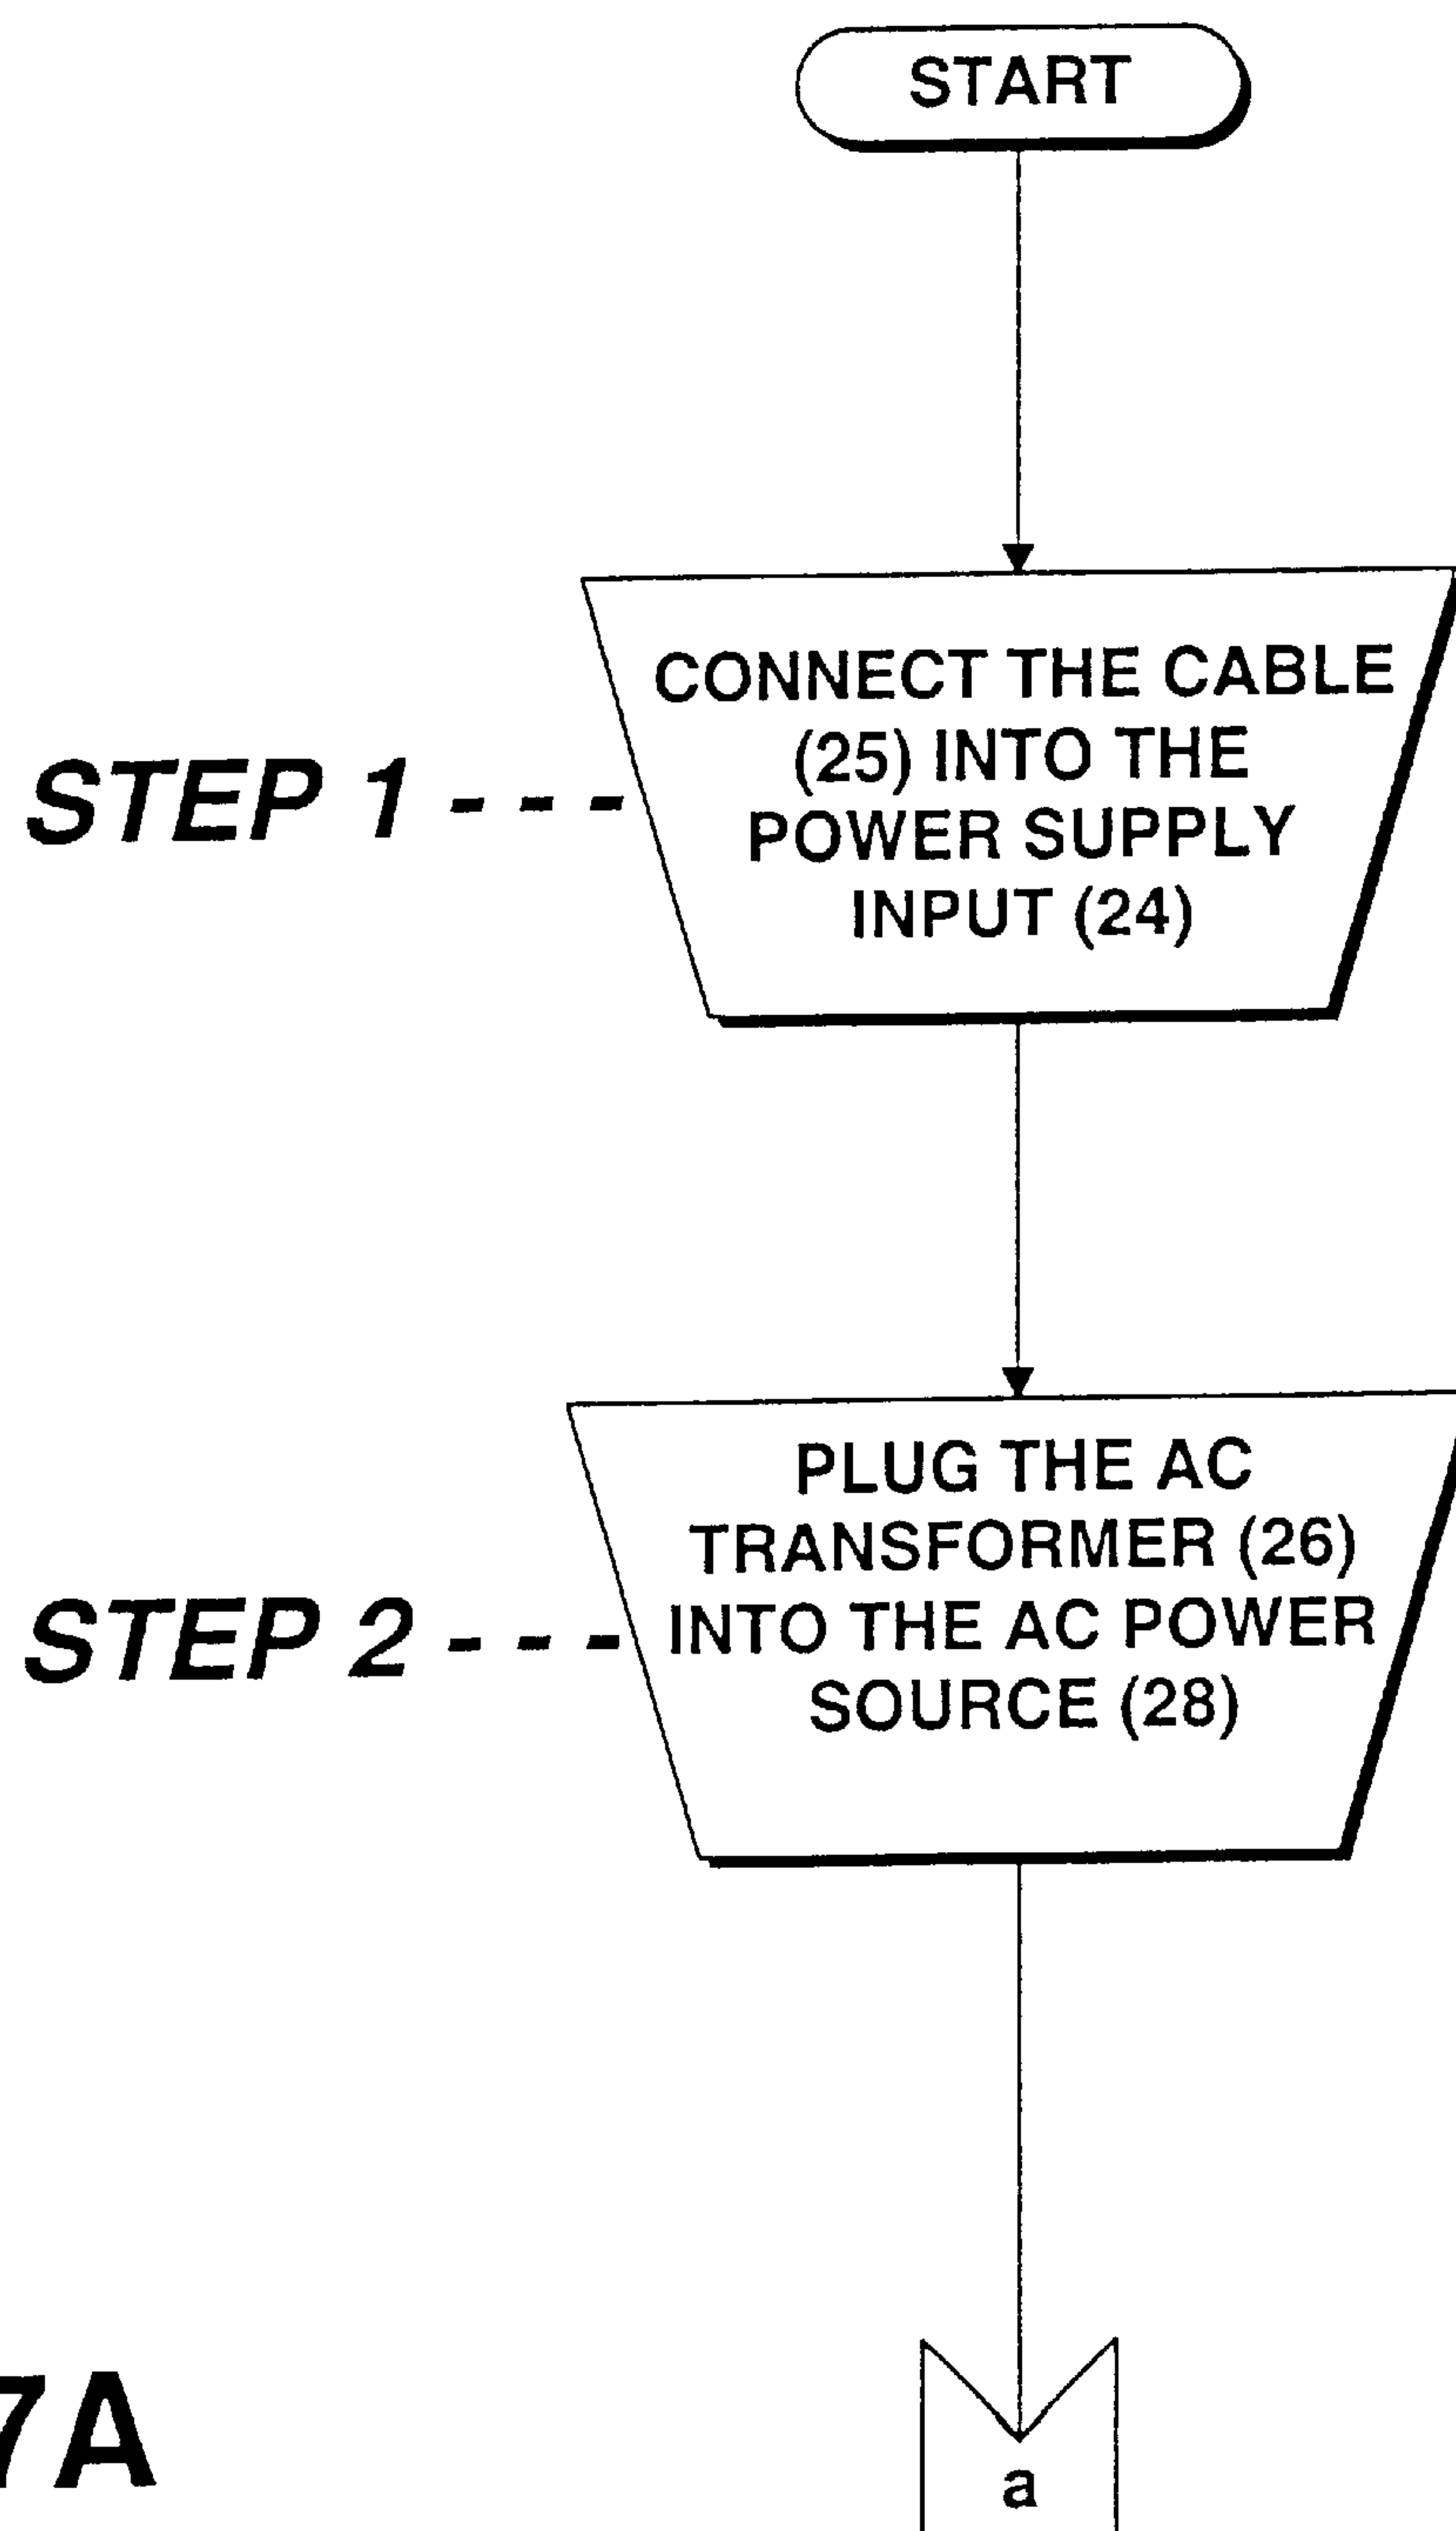 START
CONNECT THE CABLE
(25) INTO THE
POWER SUPPLY
INPUT (24)
STEP 1 - - -
PLUG THE AC
TRANSFORMER (26)
INTO THE AC POWER
SOURCE (28)
STEP 2 - - -
7A
a